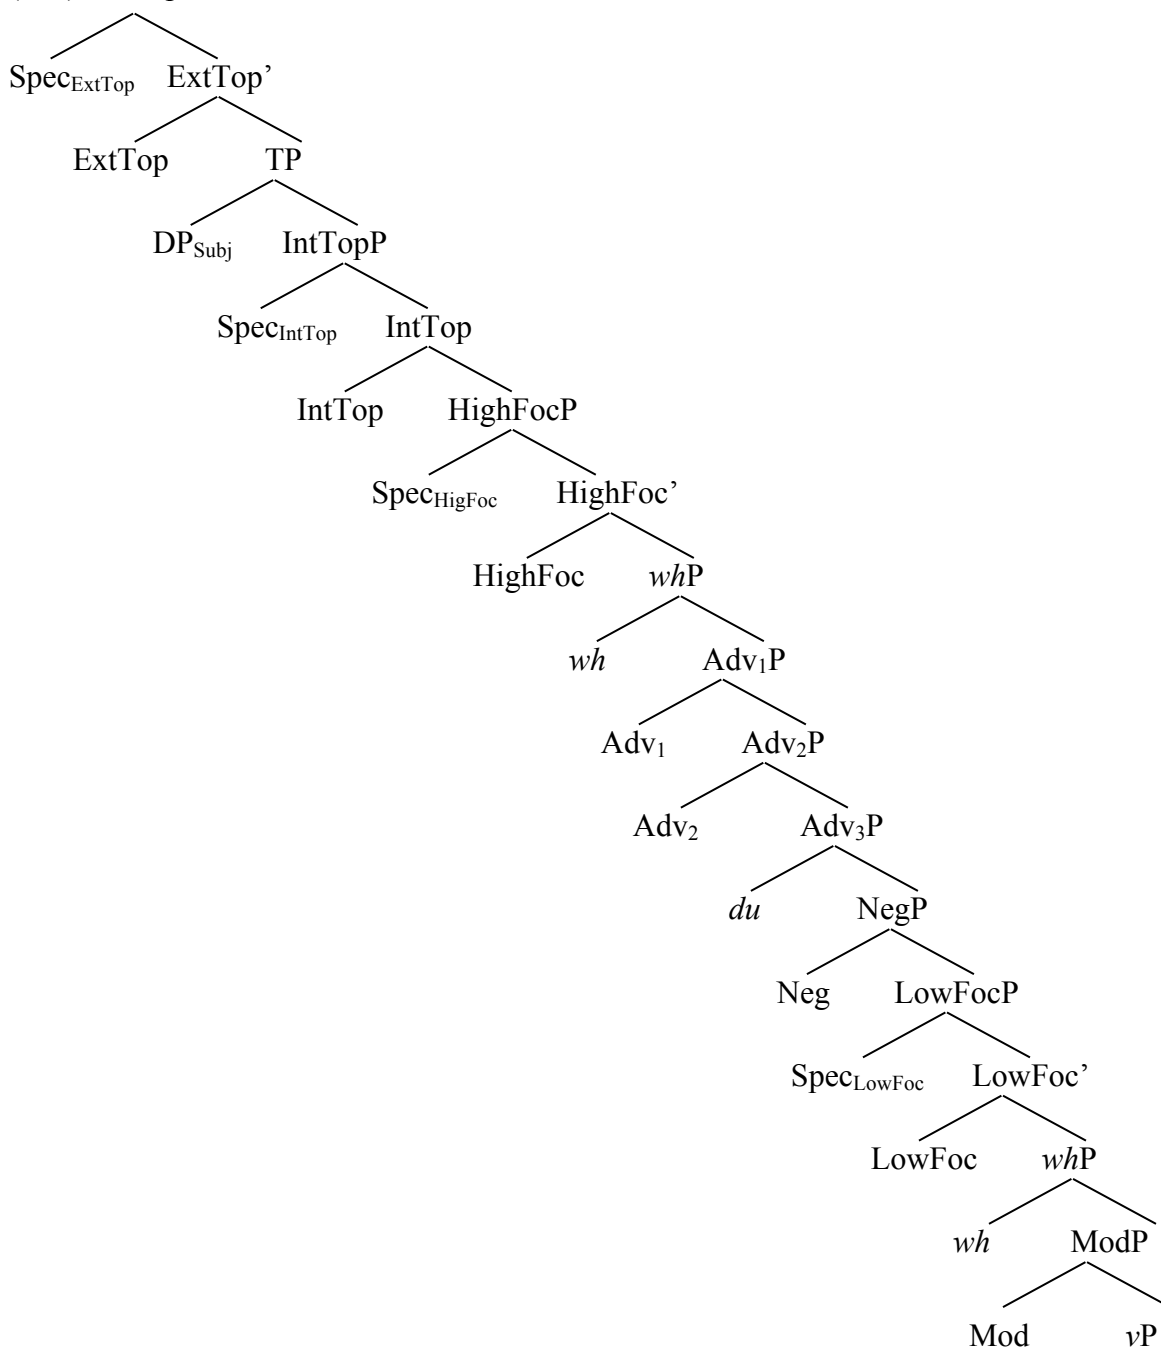 Spec_ExtTop ExtTop’
ExtTop TP
DP_Subj IntTopP
Spec_IntTop IntTop
IntTop HighFocP
Spec_HigFoc HighFoc’
HighFoc whP
wh Adv₁P
Adv₁ Adv₂P
Adv₂ Adv₃P
du NegP
Neg LowFocP
Spec_LowFoc LowFoc’
LowFoc whP
wh ModP
Mod vP